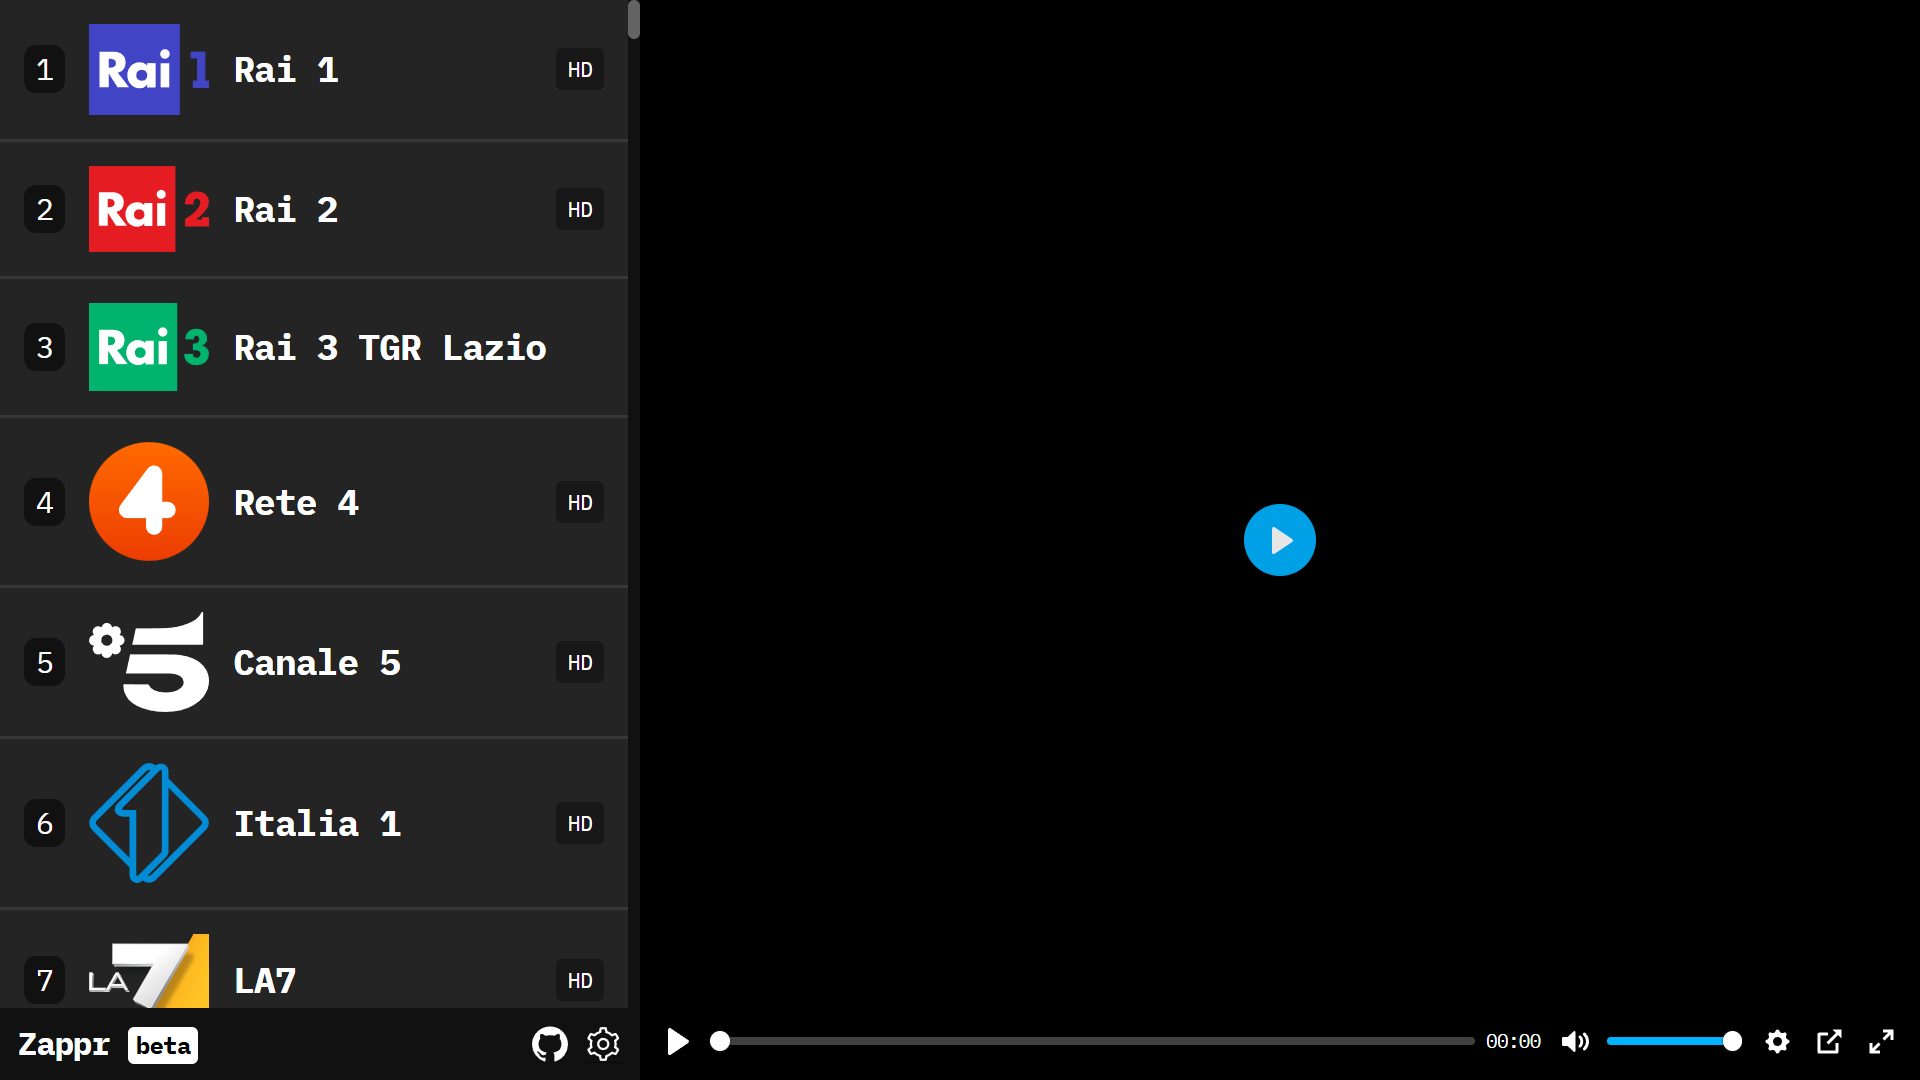 1 Rai 1 Rai 1 HD
2 Rai 2 Rai 2 HD
3 Rai 3 Rai 3 TGR Lazio
4 4 Rete 4 HD
5 5 Canale 5 HD
6 1 Italia 1 HD
7 LA7 LA7 HD
Zappr beta
00:00